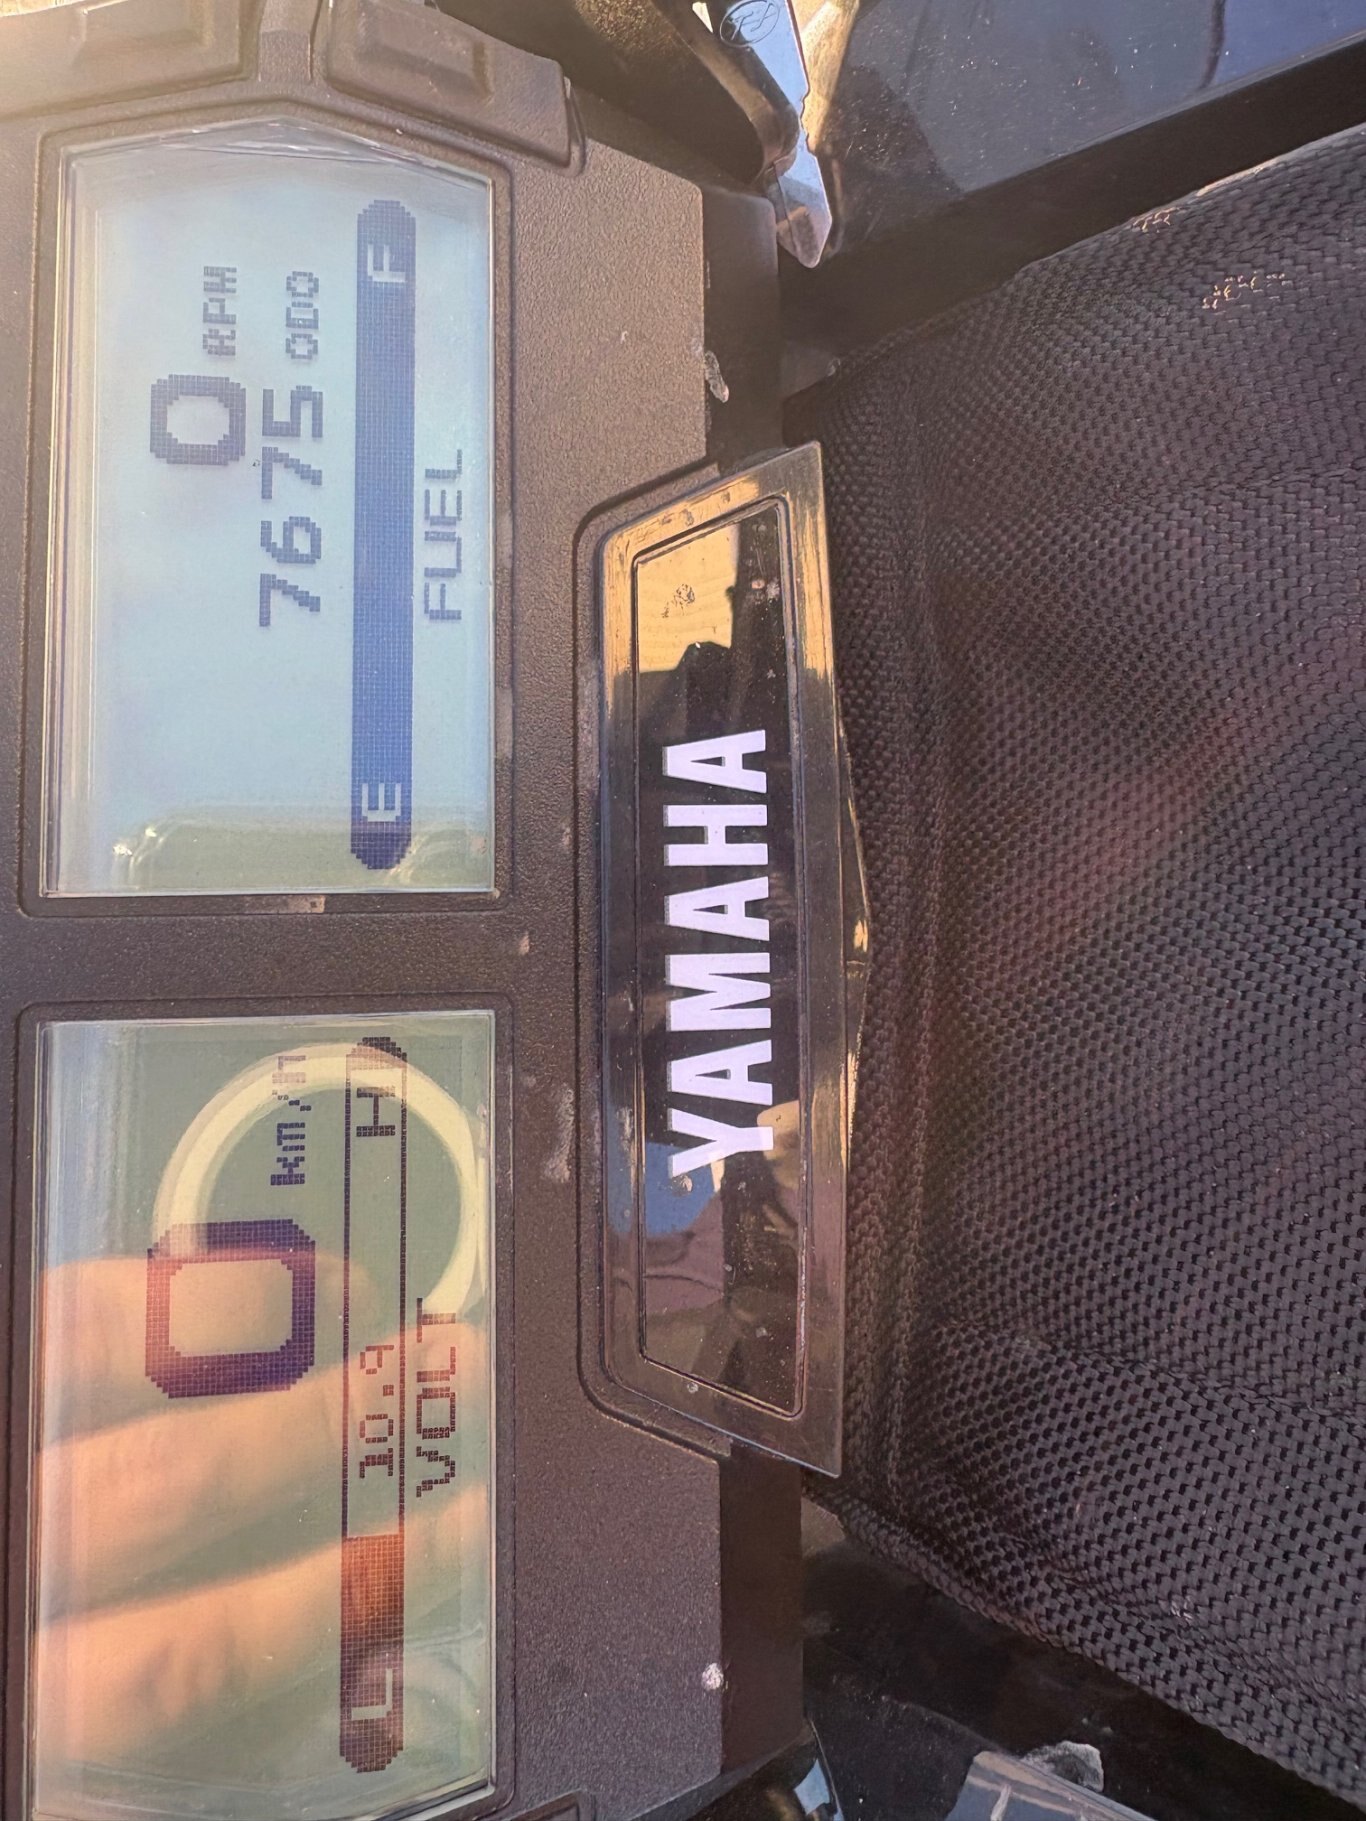 0 km/h
L 10.9 H
VOLT
0 RPM
7675 ODO
E F
FUEL
YAMAHA